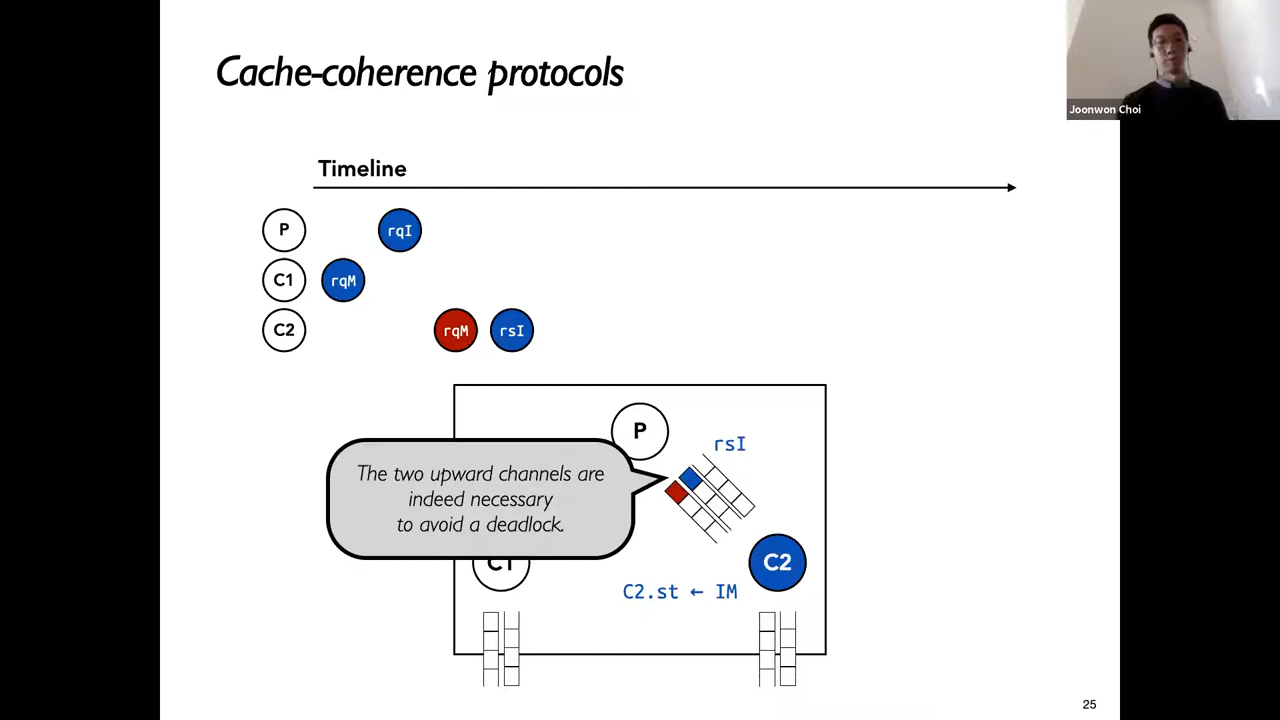 Cache-coherence protocols
Joonwon Choi
Timeline
P
rqI
C1
rqM
C2
rqM
rsI
P
rsI
The two upward channels are
indeed necessary
to avoid a deadlock.
C1
C2
C2.st ← IM
25